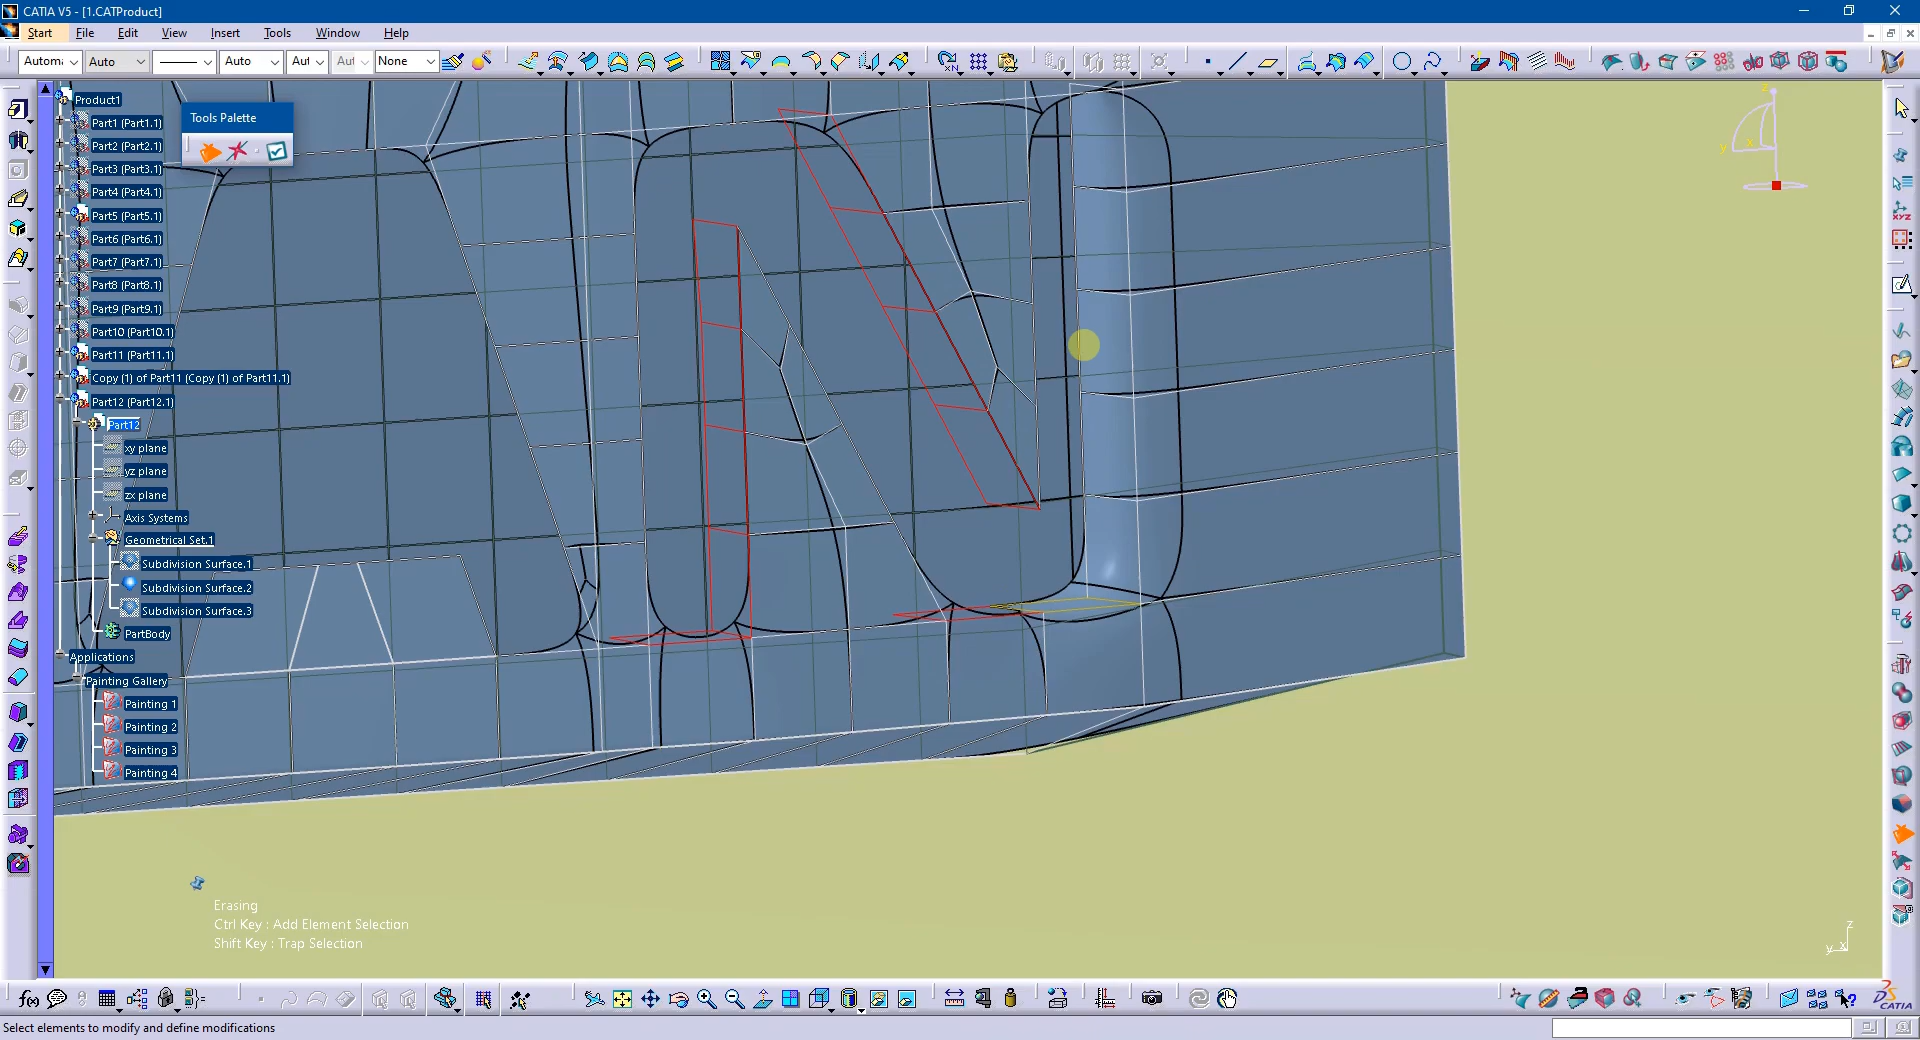 CATIA V5 - [1.CATProduct]
Start File Edit View Insert Tools Window Help
Autom Auto Auto Aut Aut None
Product1
Tools Palette
Part1 (Part1.1)
Part2 (Part2.1)
Part3 (Part3.1)
Part4 (Part4.1)
Part5 (Part5.1)
Part6 (Part6.1)
Part7 (Part7.1)
Part8 (Part8.1)
Part9 (Part9.1)
Part10 (Part10.1)
Part11 (Part11.1)
Copy (1) of Part11 (Copy (1) of Part11.1)
Part12 (Part12.1)
Part12
xy plane
yz plane
zx plane
Axis Systems
Geometrical Set.1
Subdivision Surface.1
Subdivision Surface.2
Subdivision Surface.3
PartBody
Applications
Painting Gallery
Painting 1
Painting 2
Painting 3
Painting 4
Erasing
Ctrl Key : Add Element Selection
Shift Key : Trap Selection
z
y x
f(x)
CATIA
Select elements to modify and define modifications